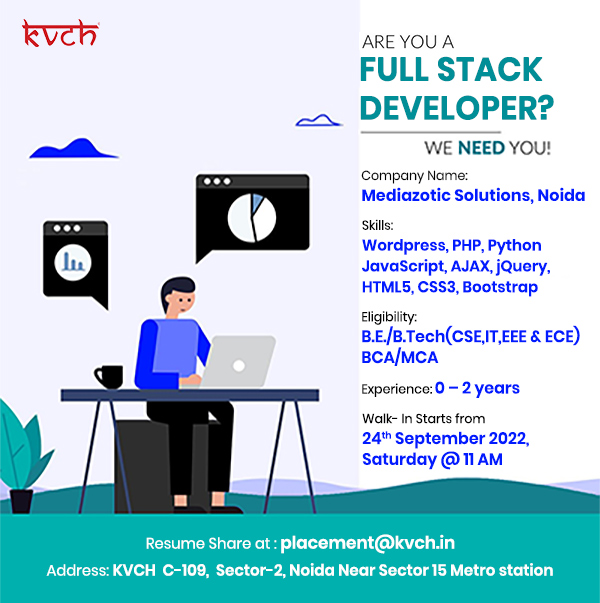 kvch
ARE YOU A
FULL STACK
DEVELOPER?
WE NEED YOU!
Company Name:
Mediazotic Solutions, Noida
Skills:
Wordpress, PHP, Python
JavaScript, AJAX, jQuery,
HTML5, CSS3, Bootstrap
Eligibility:
B.E./B.Tech(CSE,IT,EEE & ECE)
BCA/MCA
Experience: 0 – 2 years
Walk- In Starts from
24th September 2022,
Saturday @ 11 AM
Resume Share at : placement@kvch.in
Address: KVCH C-109, Sector-2, Noida Near Sector 15 Metro station